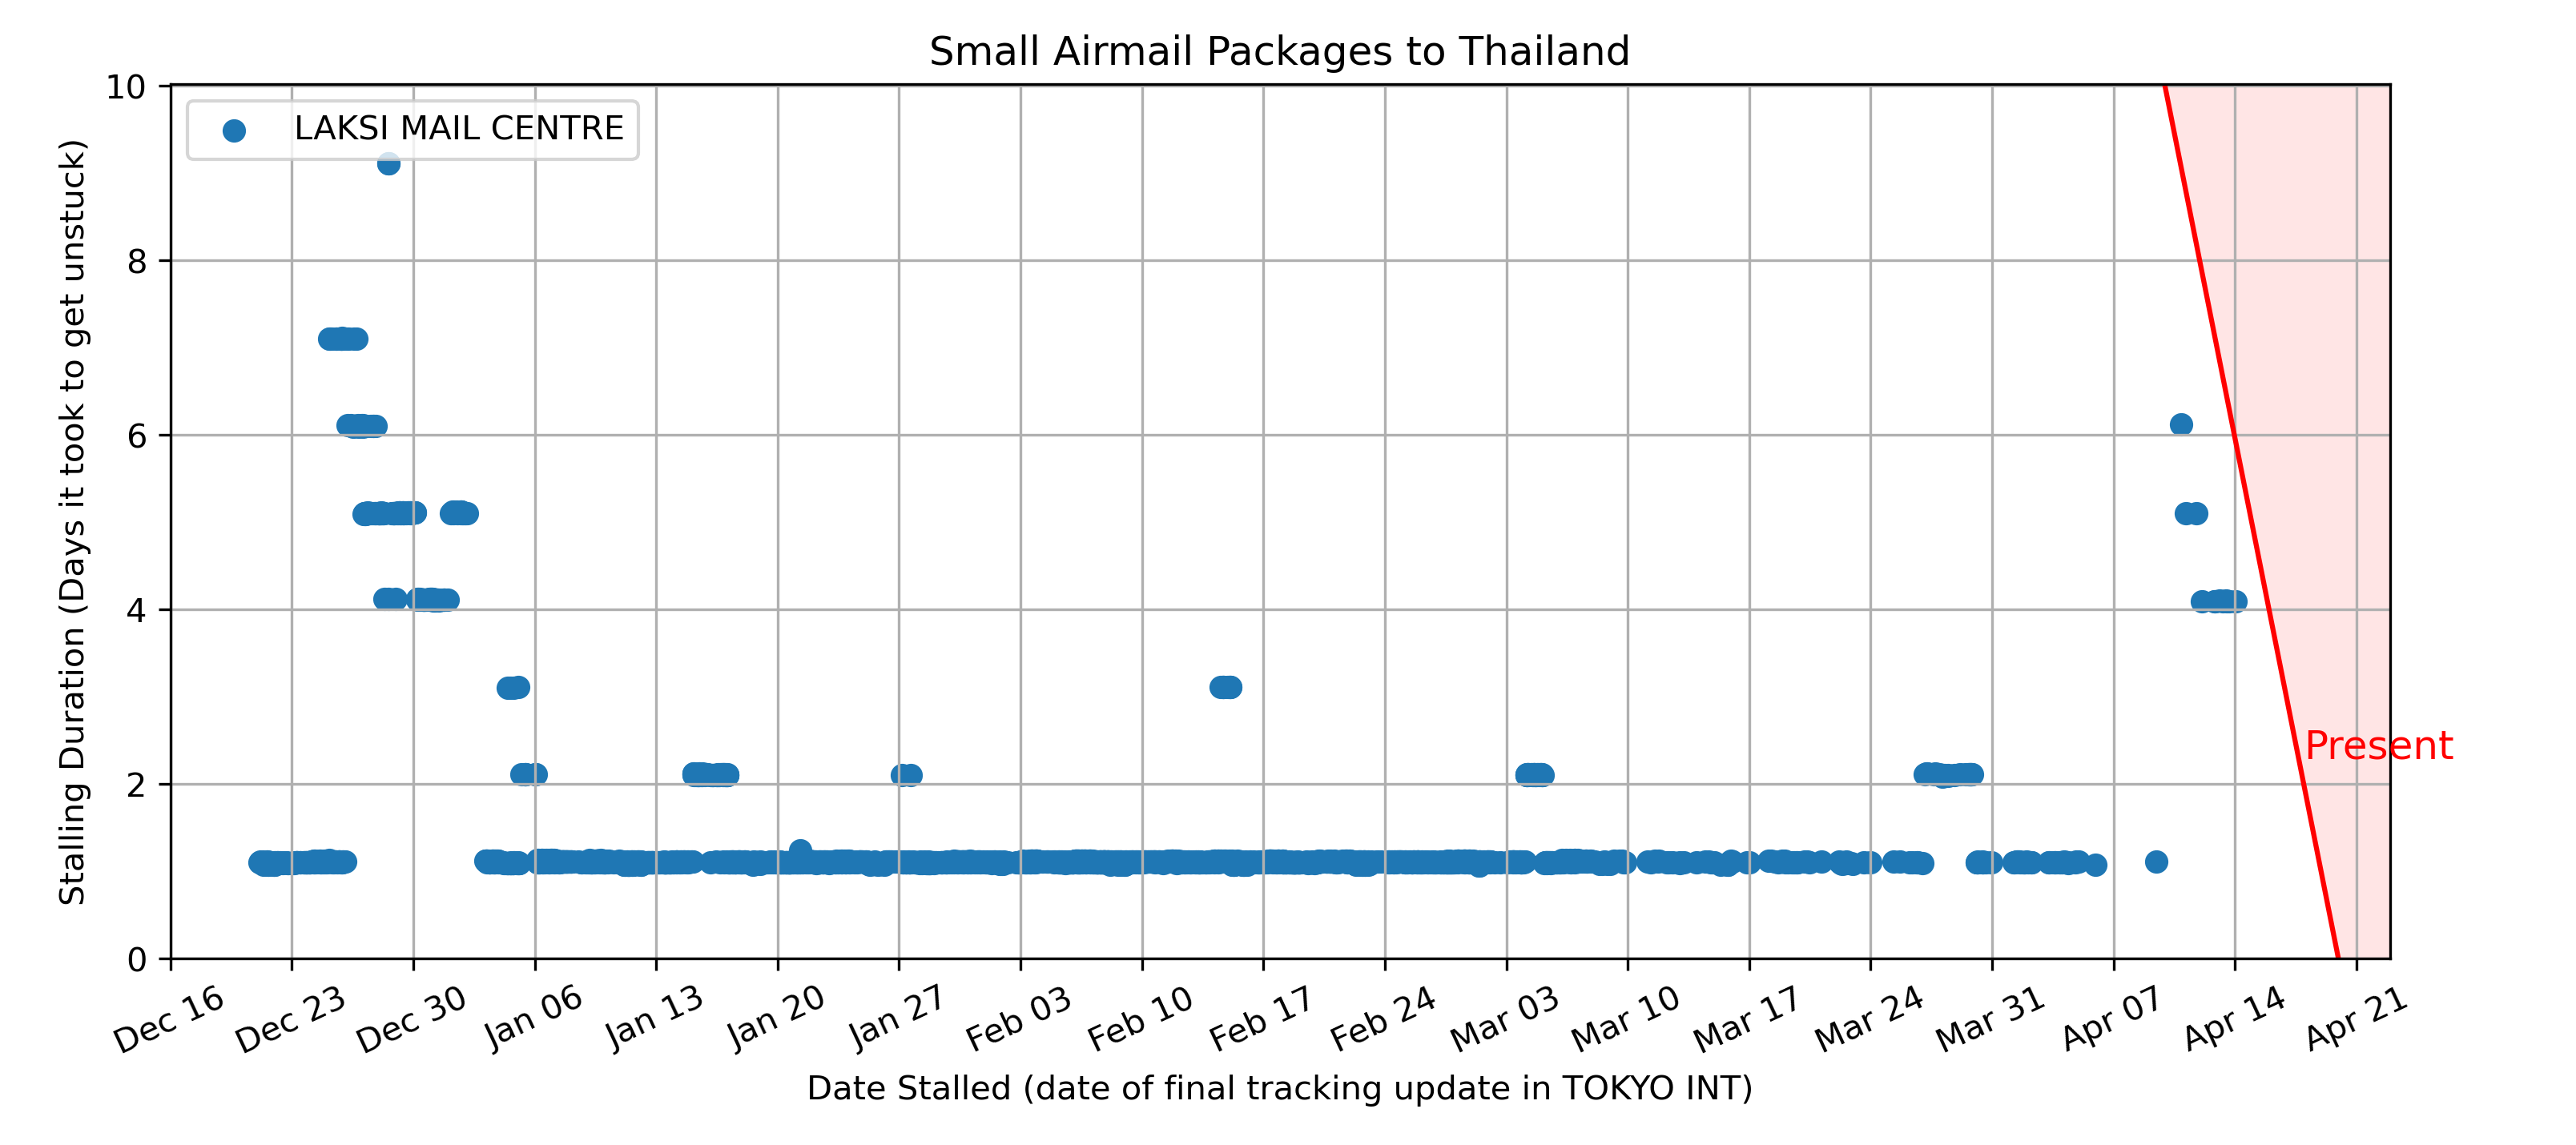 Small Airmail Packages to Thailand
LAKSI MAIL CENTRE
Stalling Duration (Days it took to get unstuck)
10
8
6
4
2
0
Present
Dec 16
Dec 23
Dec 30
Jan 06
Jan 13
Jan 20
Jan 27
Feb 03
Feb 10
Feb 17
Feb 24
Mar 03
Mar 10
Mar 17
Mar 24
Mar 31
Apr 07
Apr 14
Apr 21
Date Stalled (date of final tracking update in TOKYO INT)